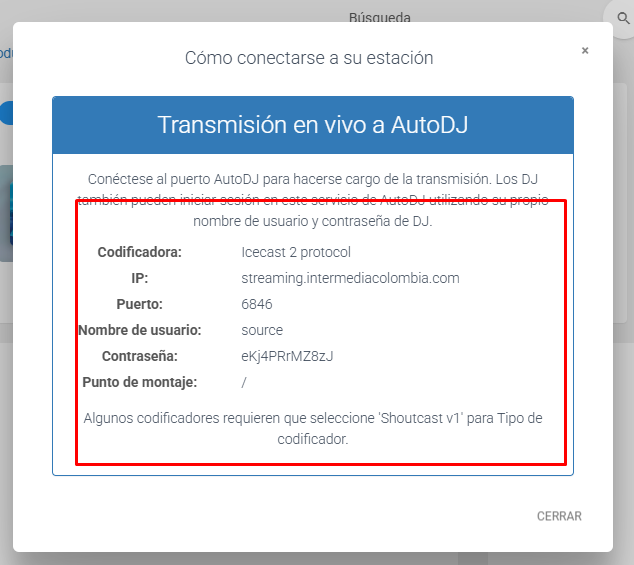 Búsqueda
Cómo conectarse a su estación
×
Transmisión en vivo a AutoDJ
Conéctese al puerto AutoDJ para hacerse cargo de la transmisión. Los DJ
también pueden iniciar sesión en este servicio de AutoDJ utilizando su propio
nombre de usuario y contraseña de DJ.
Codificadora: Icecast 2 protocol
IP: streaming.intermediacolombia.com
Puerto: 6846
Nombre de usuario: source
Contraseña: eKj4PRrMZ8zJ
Punto de montaje: /
Algunos codificadores requieren que seleccione 'Shoutcast v1' para Tipo de
codificador.
CERRAR